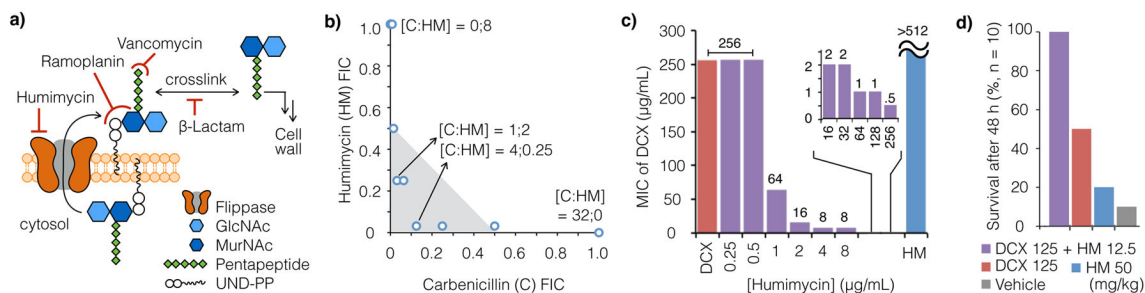 a)
Vancomycin
Ramoplanin
Humimycin
crosslink
β-Lactam
Cell
wall
cytosol
Flippase
GlcNAc
MurNAc
Pentapeptide
UND-PP
b)
Humimycin (HM) FIC
1.0
0.8
0.6
0.4
0.2
0
[C:HM] = 0;8
[C:HM] = 1;2
[C:HM] = 4;0.25
[C:HM]
= 32;0
0 0.2 0.4 0.6 0.8 1.0
Carbenicillin (C) FIC
c)
MIC of DCX (µg/mL)
300
250
200
150
100
50
0
256
64
16
8
8
2 2
1 1
.5
2
1
0
16
32
64
128
256
>512
DCX
0.25
0.5
1
2
4
8
HM
[Humimycin] (µg/mL)
d)
Survival after 48 h (%, n = 10)
100
80
60
40
20
0
DCX 125 + HM 12.5
DCX 125
HM 50
Vehicle
(mg/kg)